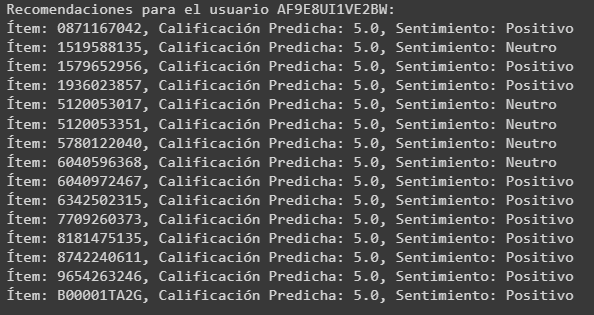 Recomendaciones para el usuario AF9E8UI1VE2BW:
Ítem: 0871167042, Calificación Predicha: 5.0, Sentimiento: Positivo
Ítem: 1519588135, Calificación Predicha: 5.0, Sentimiento: Neutro
Ítem: 1579652956, Calificación Predicha: 5.0, Sentimiento: Positivo
Ítem: 1936023857, Calificación Predicha: 5.0, Sentimiento: Positivo
Ítem: 5120053017, Calificación Predicha: 5.0, Sentimiento: Neutro
Ítem: 5120053351, Calificación Predicha: 5.0, Sentimiento: Neutro
Ítem: 5780122040, Calificación Predicha: 5.0, Sentimiento: Neutro
Ítem: 6040596368, Calificación Predicha: 5.0, Sentimiento: Neutro
Ítem: 6040972467, Calificación Predicha: 5.0, Sentimiento: Positivo
Ítem: 6342502315, Calificación Predicha: 5.0, Sentimiento: Positivo
Ítem: 7709260373, Calificación Predicha: 5.0, Sentimiento: Positivo
Ítem: 8181475135, Calificación Predicha: 5.0, Sentimiento: Positivo
Ítem: 8742240611, Calificación Predicha: 5.0, Sentimiento: Positivo
Ítem: 9654263246, Calificación Predicha: 5.0, Sentimiento: Positivo
Ítem: B00001TA2G, Calificación Predicha: 5.0, Sentimiento: Positivo